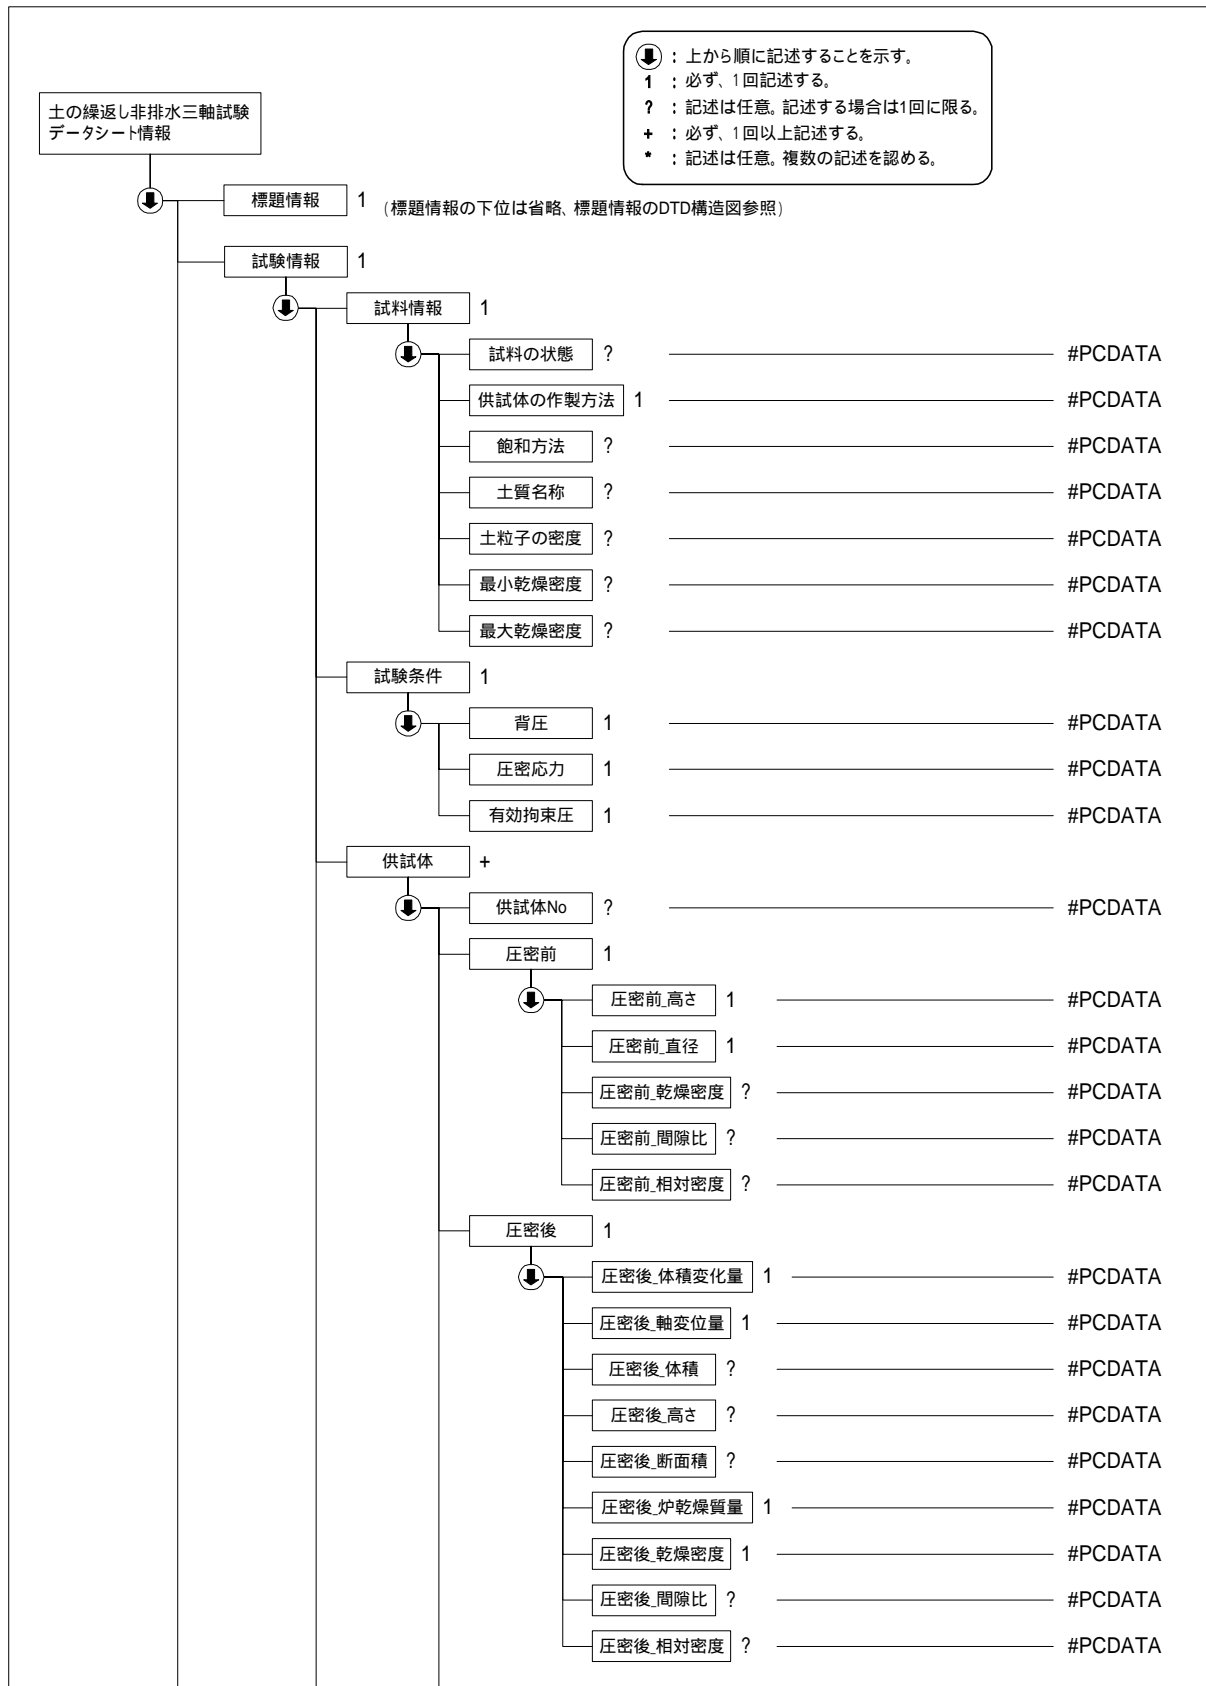 ：上から順に記述することを示す。
1：必ず、1回記述する。
?：記述は任意。記述する場合は1回に限る。
+：必ず、1回以上記述する。
*：記述は任意。複数の記述を認める。
土の繰返し非排水三軸試験
データシート情報
標題情報 1 (標題情報の下位は省略、標題情報のDTD構造図参照)
試験情報 1
試料情報 1
試料の状態 ? #PCDATA
供試体の作製方法 1 #PCDATA
飽和方法 ? #PCDATA
土質名称 ? #PCDATA
土粒子の密度 ? #PCDATA
最小乾燥密度 ? #PCDATA
最大乾燥密度 ? #PCDATA
試験条件 1
背圧 1 #PCDATA
圧密応力 1 #PCDATA
有効拘束圧 1 #PCDATA
供試体 +
供試体No ? #PCDATA
圧密前 1
圧密前_高さ 1 #PCDATA
圧密前_直径 1 #PCDATA
圧密前_乾燥密度 ? #PCDATA
圧密前_間隙比 ? #PCDATA
圧密前_相対密度 ? #PCDATA
圧密後 1
圧密後_体積変化量 1 #PCDATA
圧密後_軸変位量 1 #PCDATA
圧密後_体積 ? #PCDATA
圧密後_高さ ? #PCDATA
圧密後_断面積 ? #PCDATA
圧密後_炉乾燥質量 1 #PCDATA
圧密後_乾燥密度 1 #PCDATA
圧密後_間隙比 ? #PCDATA
圧密後_相対密度 ? #PCDATA